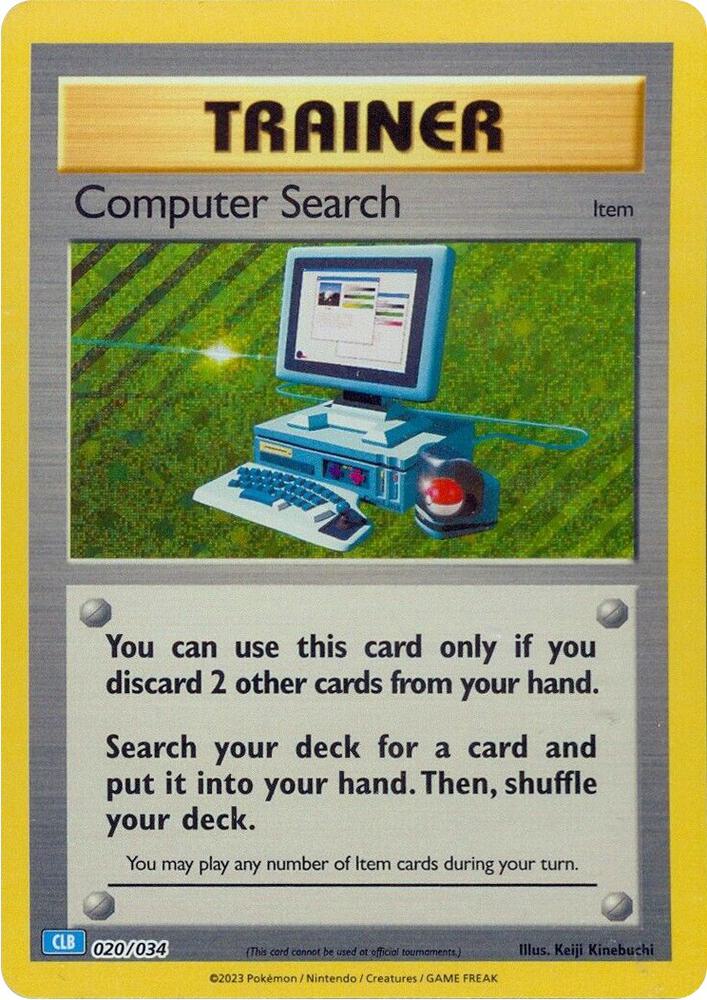 TRAINER
Computer Search
Item
You can use this card only if you
discard 2 other cards from your hand.
Search your deck for a card and
put it into your hand. Then, shuffle
your deck.
You may play any number of Item cards during your turn.
CLB 020/034
(This card cannot be used at official tournaments.)
Illus. Keiji Kinebuchi
©2023 Pokémon / Nintendo / Creatures / GAME FREAK